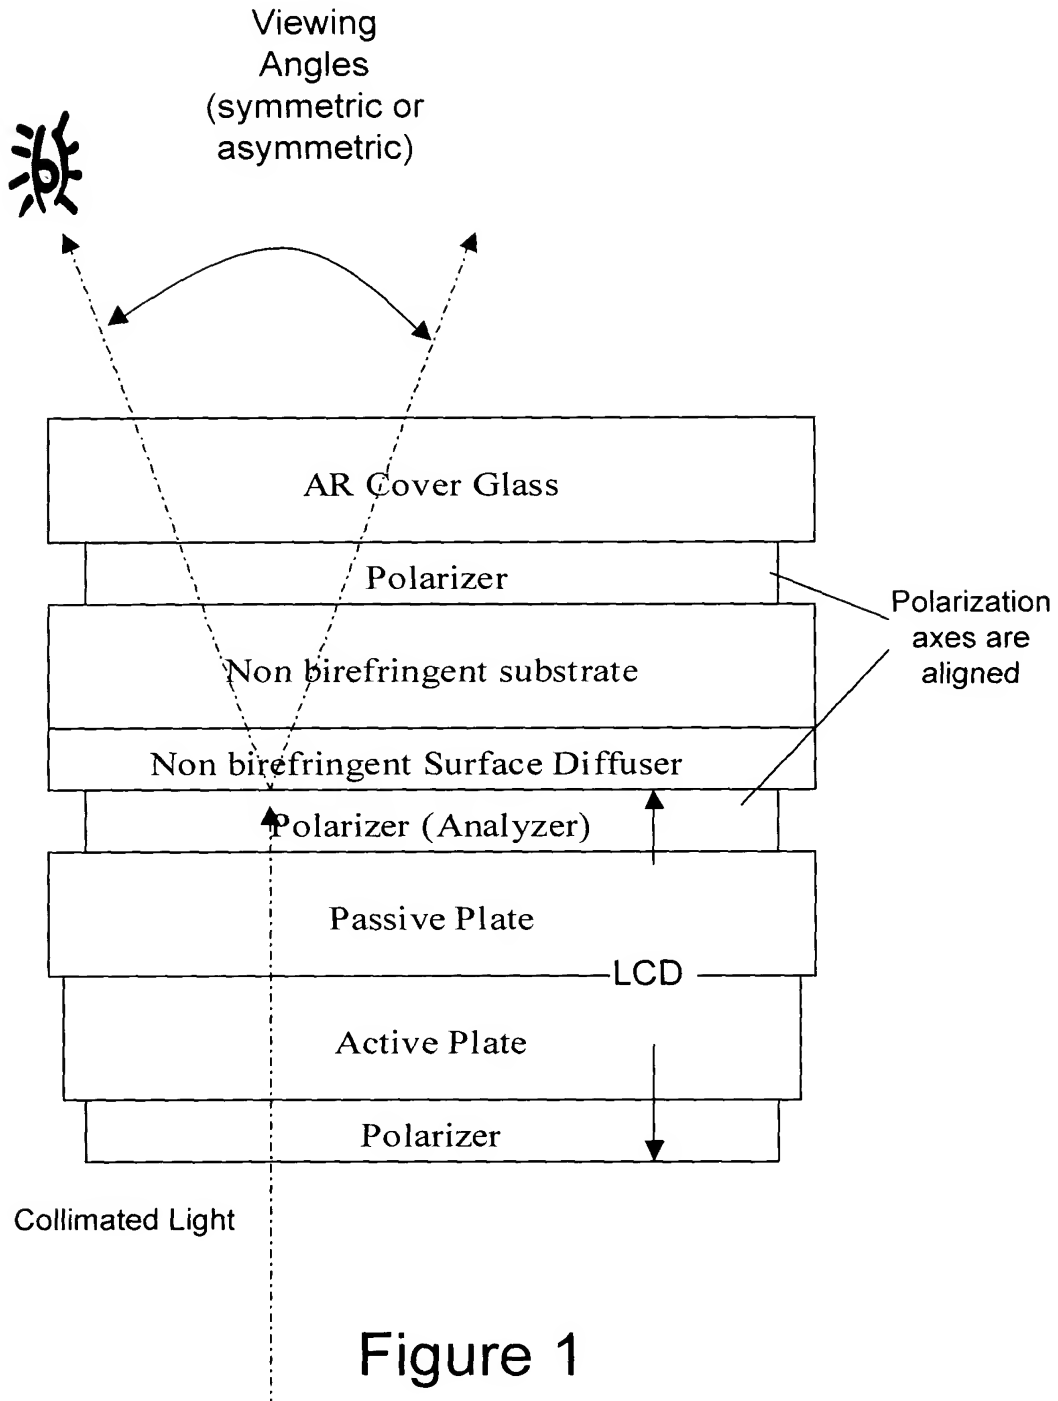 Viewing
Angles
(symmetric or
asymmetric)
AR Cover Glass
Polarizer
Polarization
axes are
aligned
Non birefringent substrate
Non birefringent Surface Diffuser
Polarizer (Analyzer)
Passive Plate
LCD
Active Plate
Polarizer
Collimated Light
Figure 1